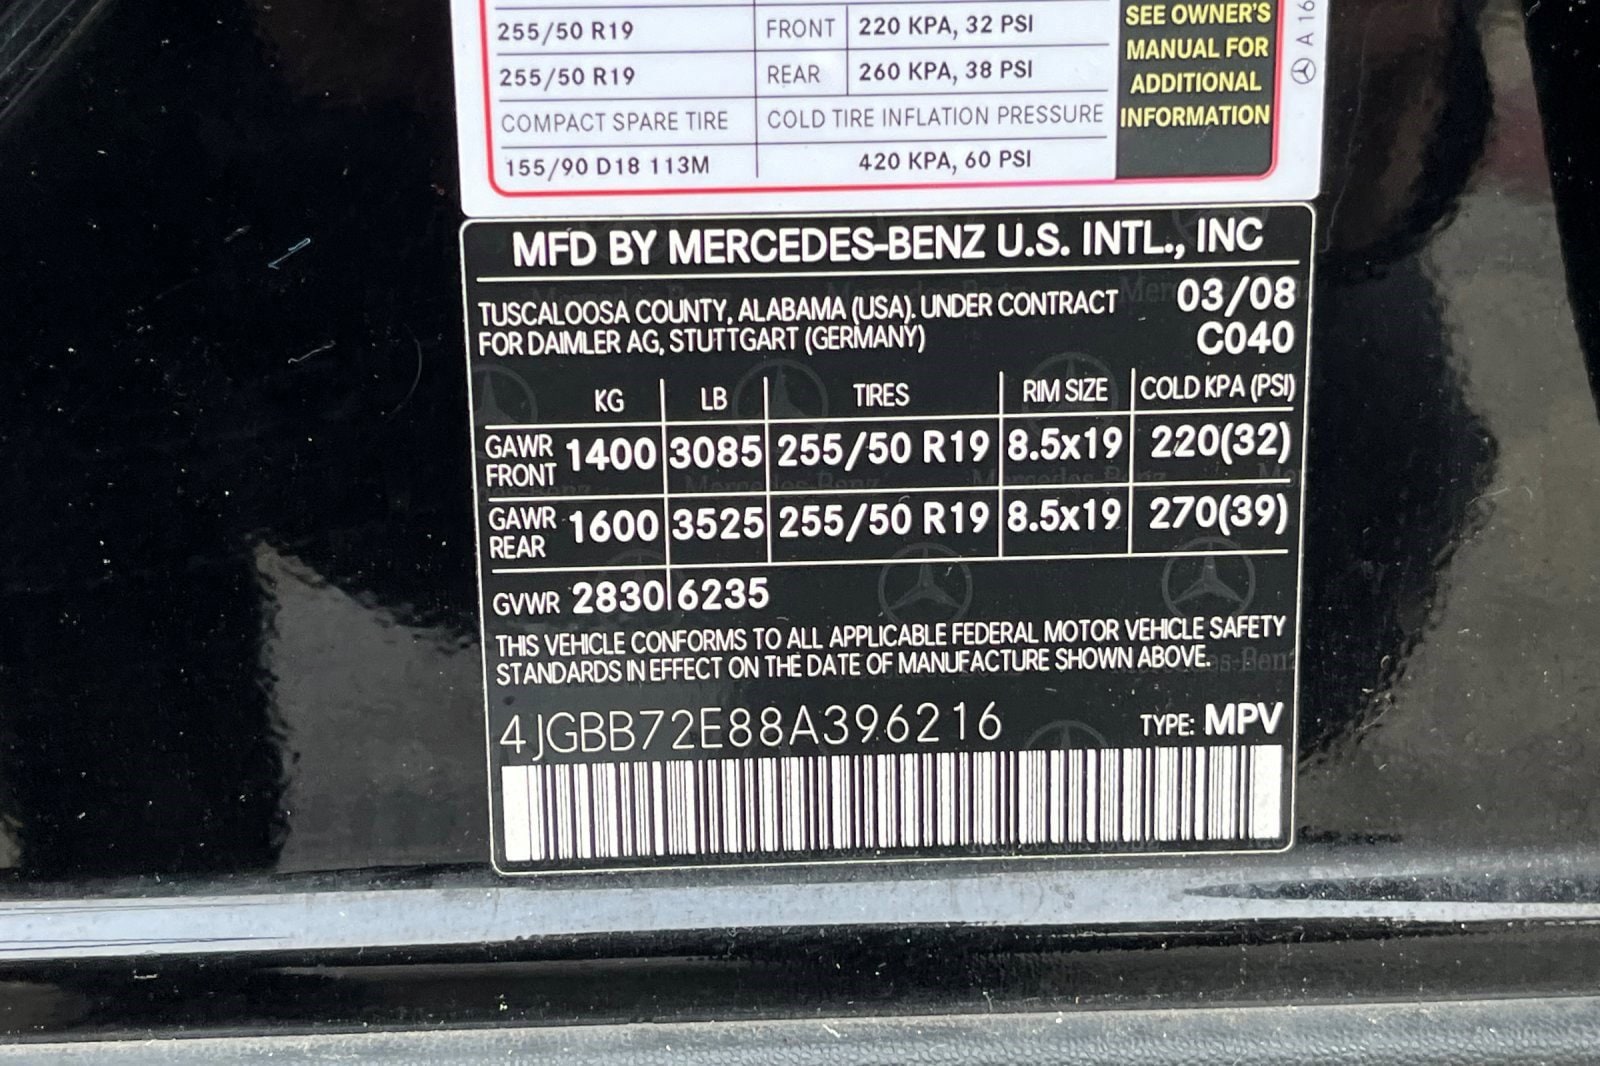 255/50 R19 FRONT 220 KPA, 32 PSI
255/50 R19 REAR 260 KPA, 38 PSI
COMPACT SPARE TIRE COLD TIRE INFLATION PRESSURE
155/90 D18 113M 420 KPA, 60 PSI
SEE OWNER'S
MANUAL FOR
ADDITIONAL
INFORMATION
A 16
MFD BY MERCEDES-BENZ U.S. INTL., INC
TUSCALOOSA COUNTY, ALABAMA (USA). UNDER CONTRACT 03/08
FOR DAIMLER AG, STUTTGART (GERMANY) C040
KG LB TIRES RIM SIZE COLD KPA (PSI)
GAWR FRONT 1400 3085 255/50 R19 8.5x19 220(32)
GAWR REAR 1600 3525 255/50 R19 8.5x19 270(39)
GVWR 2830 6235
THIS VEHICLE CONFORMS TO ALL APPLICABLE FEDERAL MOTOR VEHICLE SAFETY
STANDARDS IN EFFECT ON THE DATE OF MANUFACTURE SHOWN ABOVE.
4JGBB72E88A396216 TYPE: MPV